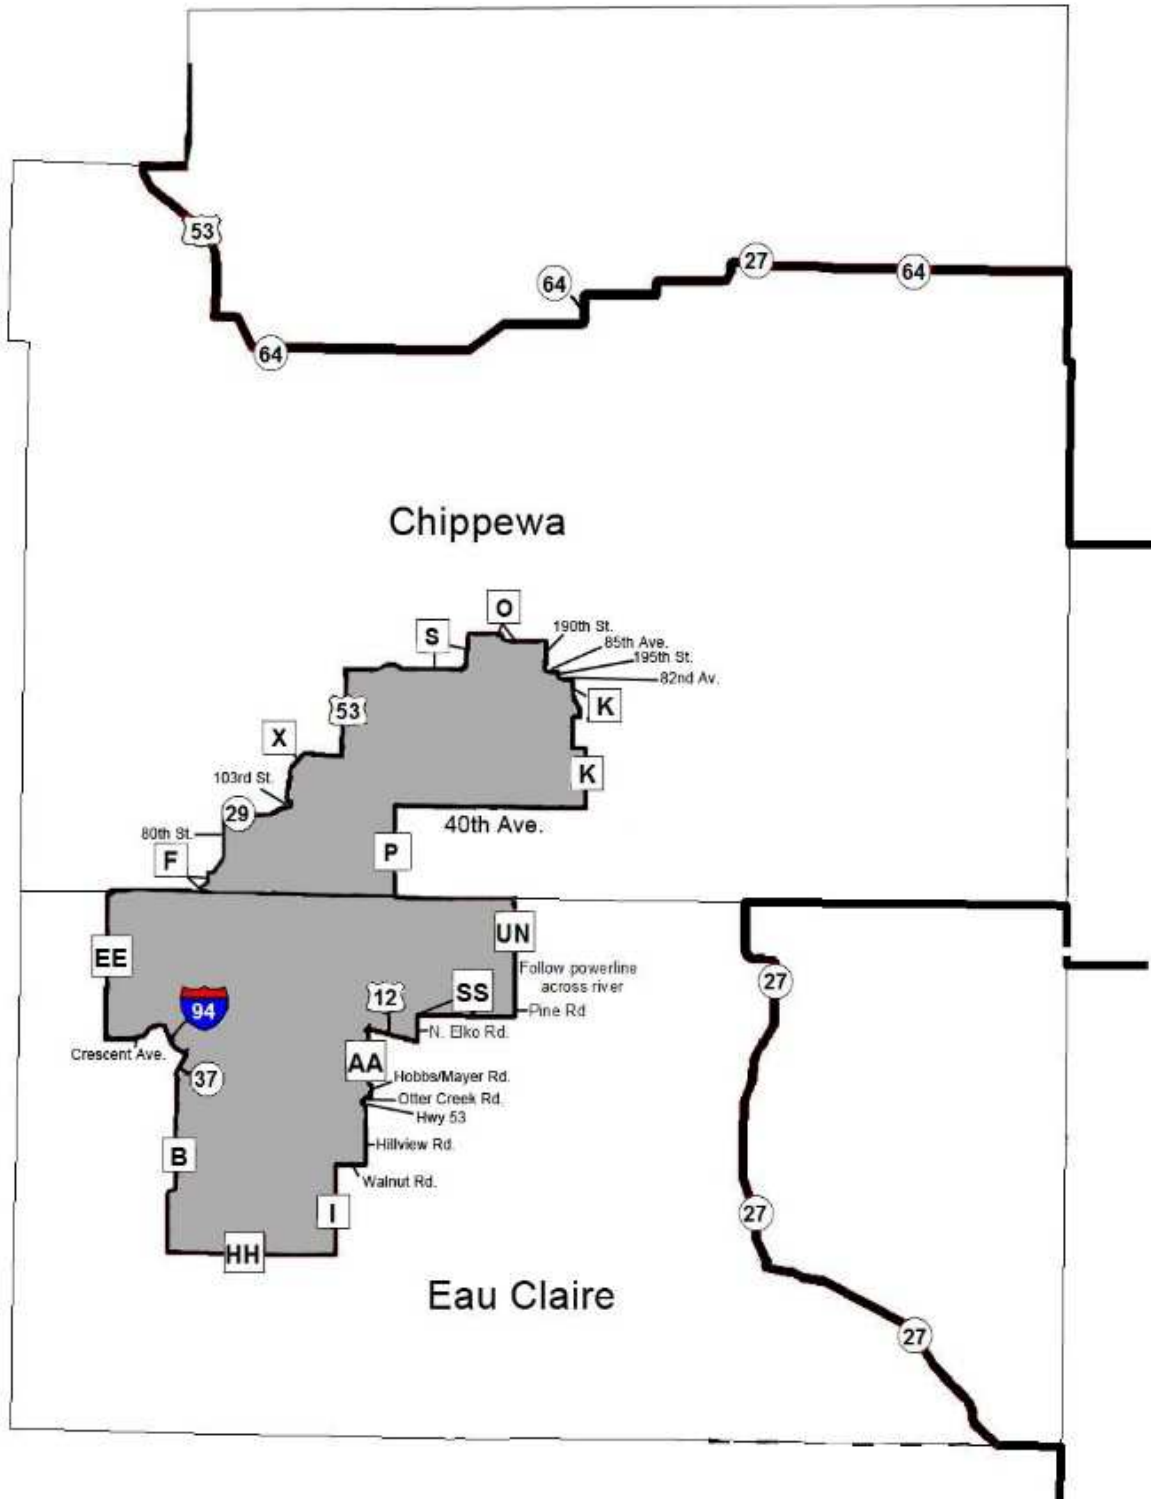 53
27
64
64
64
Chippewa
O
190th St.
S
85th Ave.
195th St.
82nd Av.
K
53
X
K
103rd St.
29
40th Ave.
80th St.
P
F
UN
EE
Follow powerline
across river
27
SS
12
94
Pine Rd
N. Elko Rd.
Crescent Ave.
AA
37
Hobbs/Mayer Rd.
Otter Creek Rd.
Hwy 53
Hillview Rd.
B
Walnut Rd.
I
27
HH
Eau Claire
27